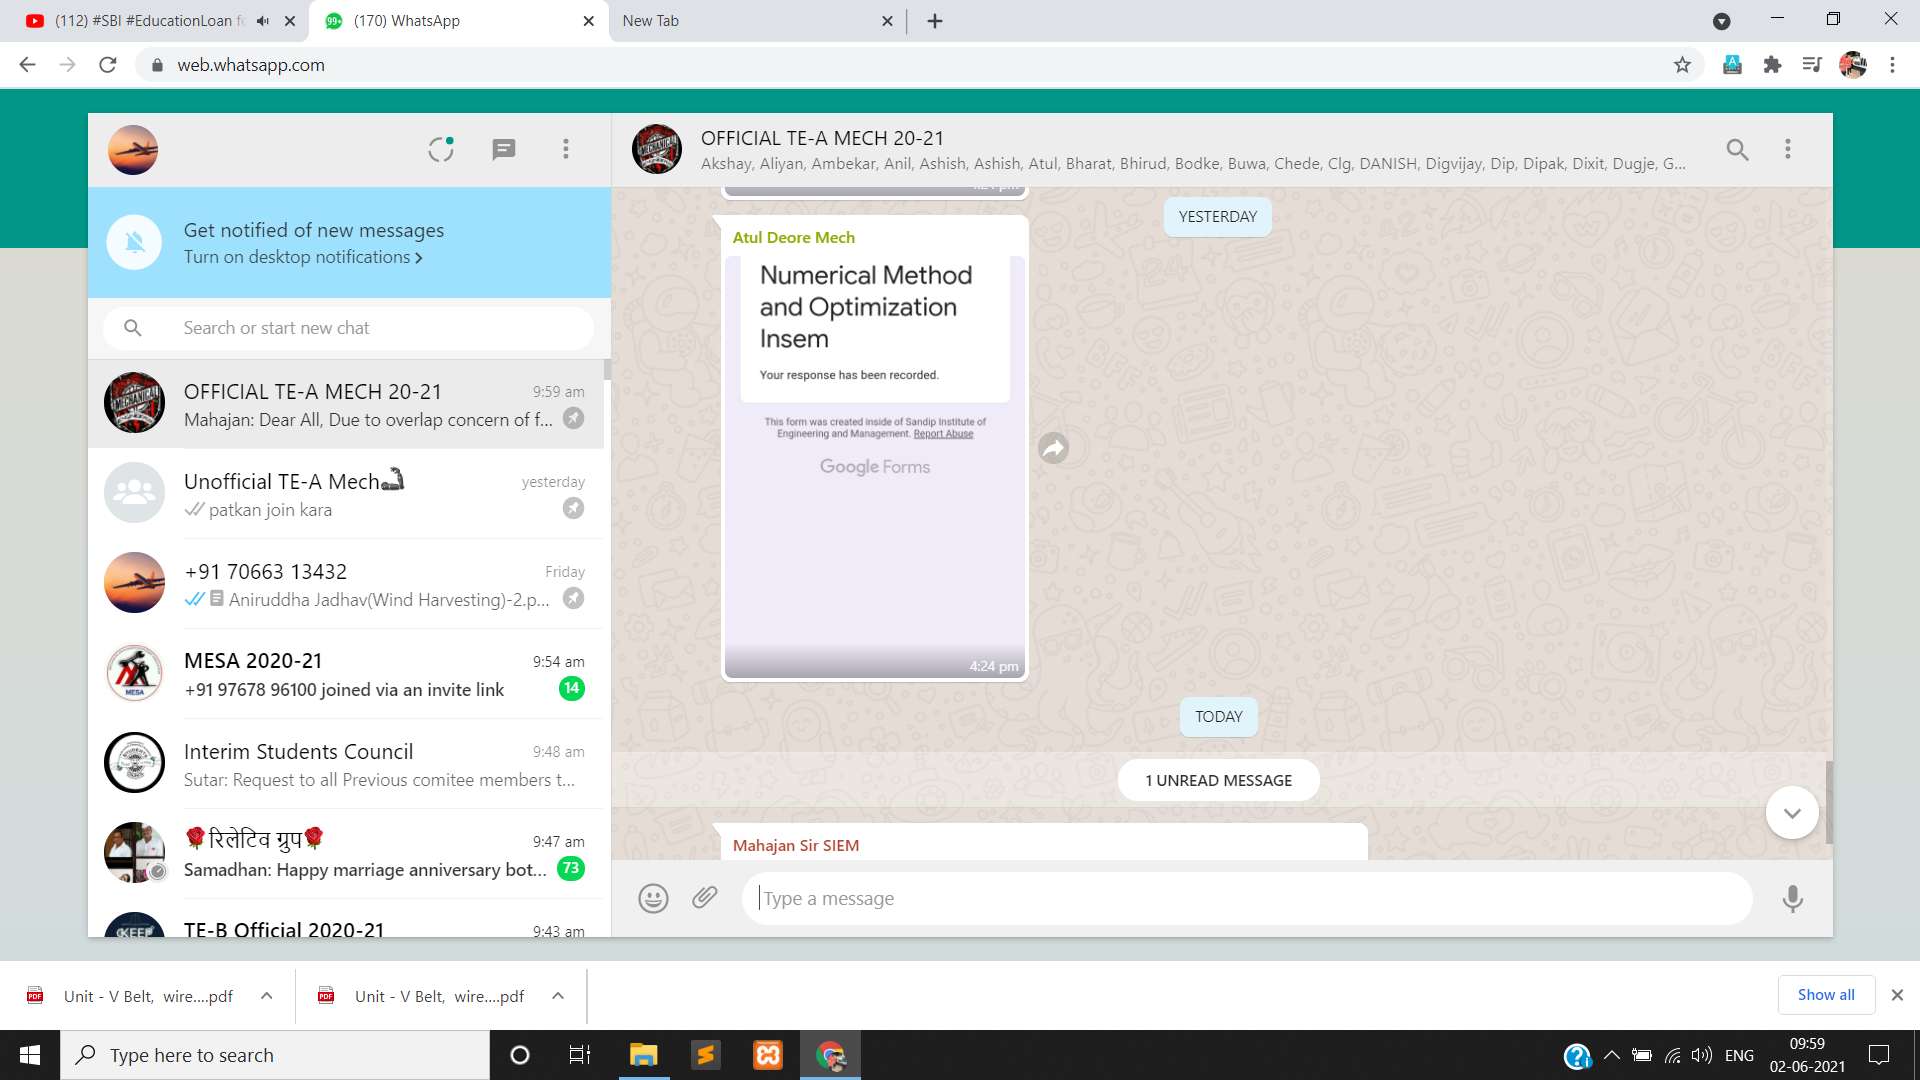 (112) #SBI #EducationLoan fo
(170) WhatsApp
New Tab
web.whatsapp.com
OFFICIAL TE-A MECH 20-21
Akshay, Aliyan, Ambekar, Anil, Ashish, Ashish, Atul, Bharat, Bhirud, Bodke, Buwa, Chede, Clg, DANISH, Digvijay, Dip, Dipak, Dixit, Dugje, G...
Get notified of new messages
Turn on desktop notifications
Search or start new chat
OFFICIAL TE-A MECH 20-21
9:59 am
Mahajan: Dear All, Due to overlap concern of f...
Unofficial TE-A Mech
yesterday
patkan join kara
+91 70663 13432
Friday
Aniruddha Jadhav(Wind Harvesting)-2.p...
MESA 2020-21
9:54 am
+91 97678 96100 joined via an invite link
14
MESA
Interim Students Council
9:48 am
Sutar: Request to all Previous comitee members t...
🌹रिलेटिव ग्रुप🌹
9:47 am
Samadhan: Happy marriage anniversary bot...
73
TE-B Official 2020-21
9:43 am
KEEP
4:24 pm
YESTERDAY
Atul Deore Mech
Numerical Method
and Optimization
Insem
Your response has been recorded.
This form was created inside of Sandip Institute of
Engineering and Management. Report Abuse
Google Forms
4:24 pm
TODAY
1 UNREAD MESSAGE
Mahajan Sir SIEM
Type a message
Unit - V Belt, wire....pdf
Unit - V Belt, wire....pdf
Show all
Type here to search
ENG
09:59
02-06-2021